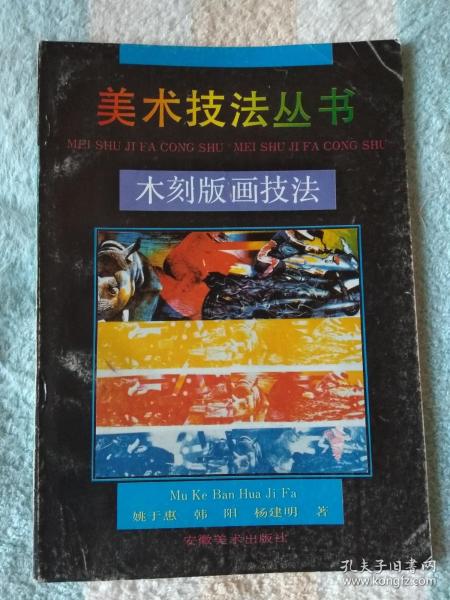 美术技法丛书
MEI SHU JI FA CONG SHU MEI SHU JI FA CONG SHU
木刻版画技法
Mu Ke Ban Hua Ji Fa
姚于惠 韩阳 杨建明 著
安徽美术出版社
孔夫子旧书网
www.kongfz.com